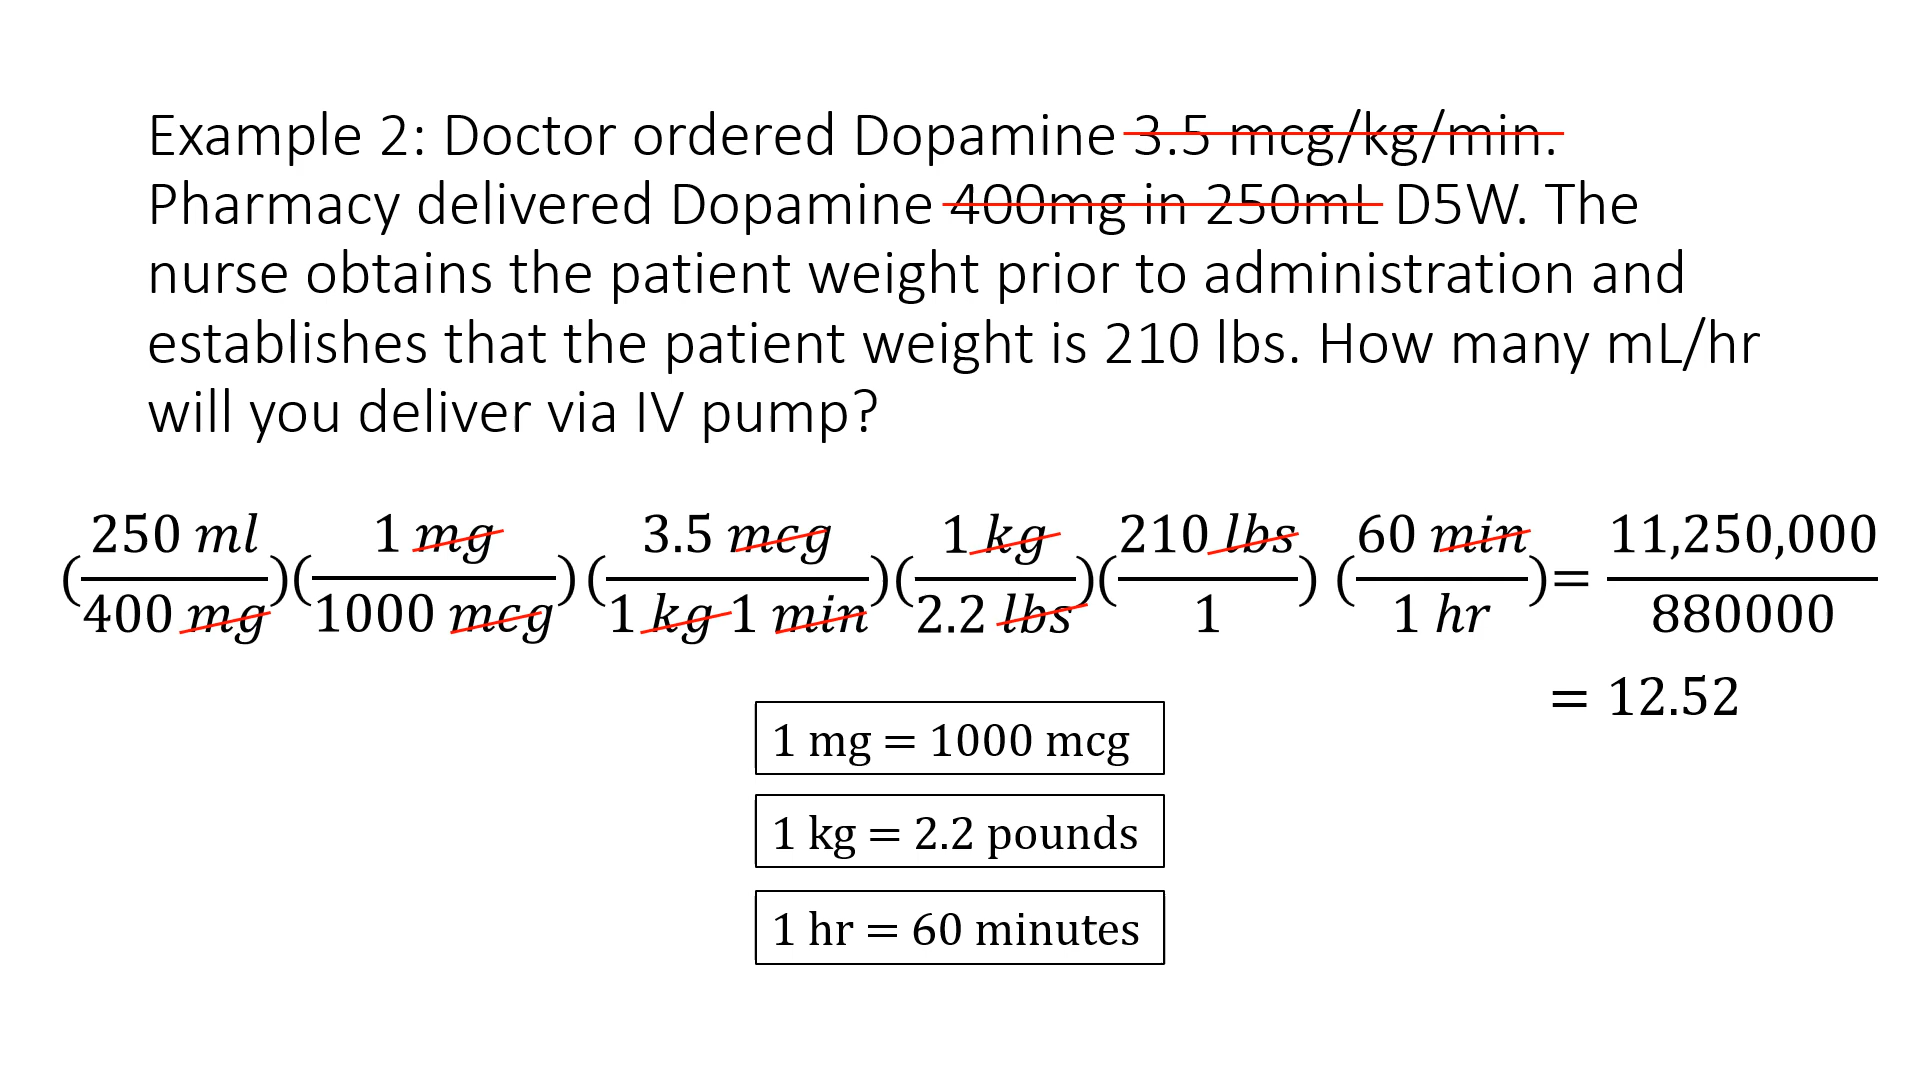 Example 2: Doctor ordered Dopamine 3.5 mcg/kg/min.
Pharmacy delivered Dopamine 400mg in 250mL D5W. The
nurse obtains the patient weight prior to administration and
establishes that the patient weight is 210 lbs. How many mL/hr
will you deliver via IV pump?
(250 ml / 400 mg)(1 mg / 1000 mcg)(3.5 mcg / 1 kg 1 min)(1 kg / 2.2 lbs)(210 lbs / 1)(60 min / 1 hr)= 11,250,000 / 880000
= 12.52
1 mg = 1000 mcg
1 kg = 2.2 pounds
1 hr = 60 minutes